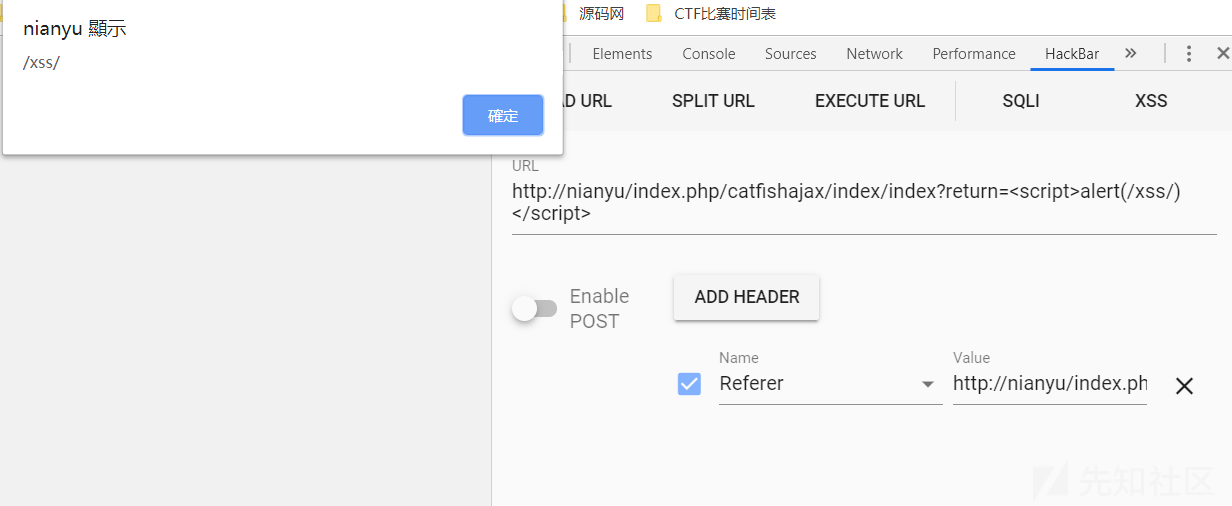 nianyu 顯示
/xss/
確定
源码网
CTF比赛时间表
Elements
Console
Sources
Network
Performance
HackBar
AD URL
SPLIT URL
EXECUTE URL
SQLI
XSS
URL
http://nianyu/index.php/catfishajax/index/index?return=<script>alert(/xss/)
</script>
Enable
POST
ADD HEADER
Name
Value
Referer
http://nianyu/index.ph
先知社区